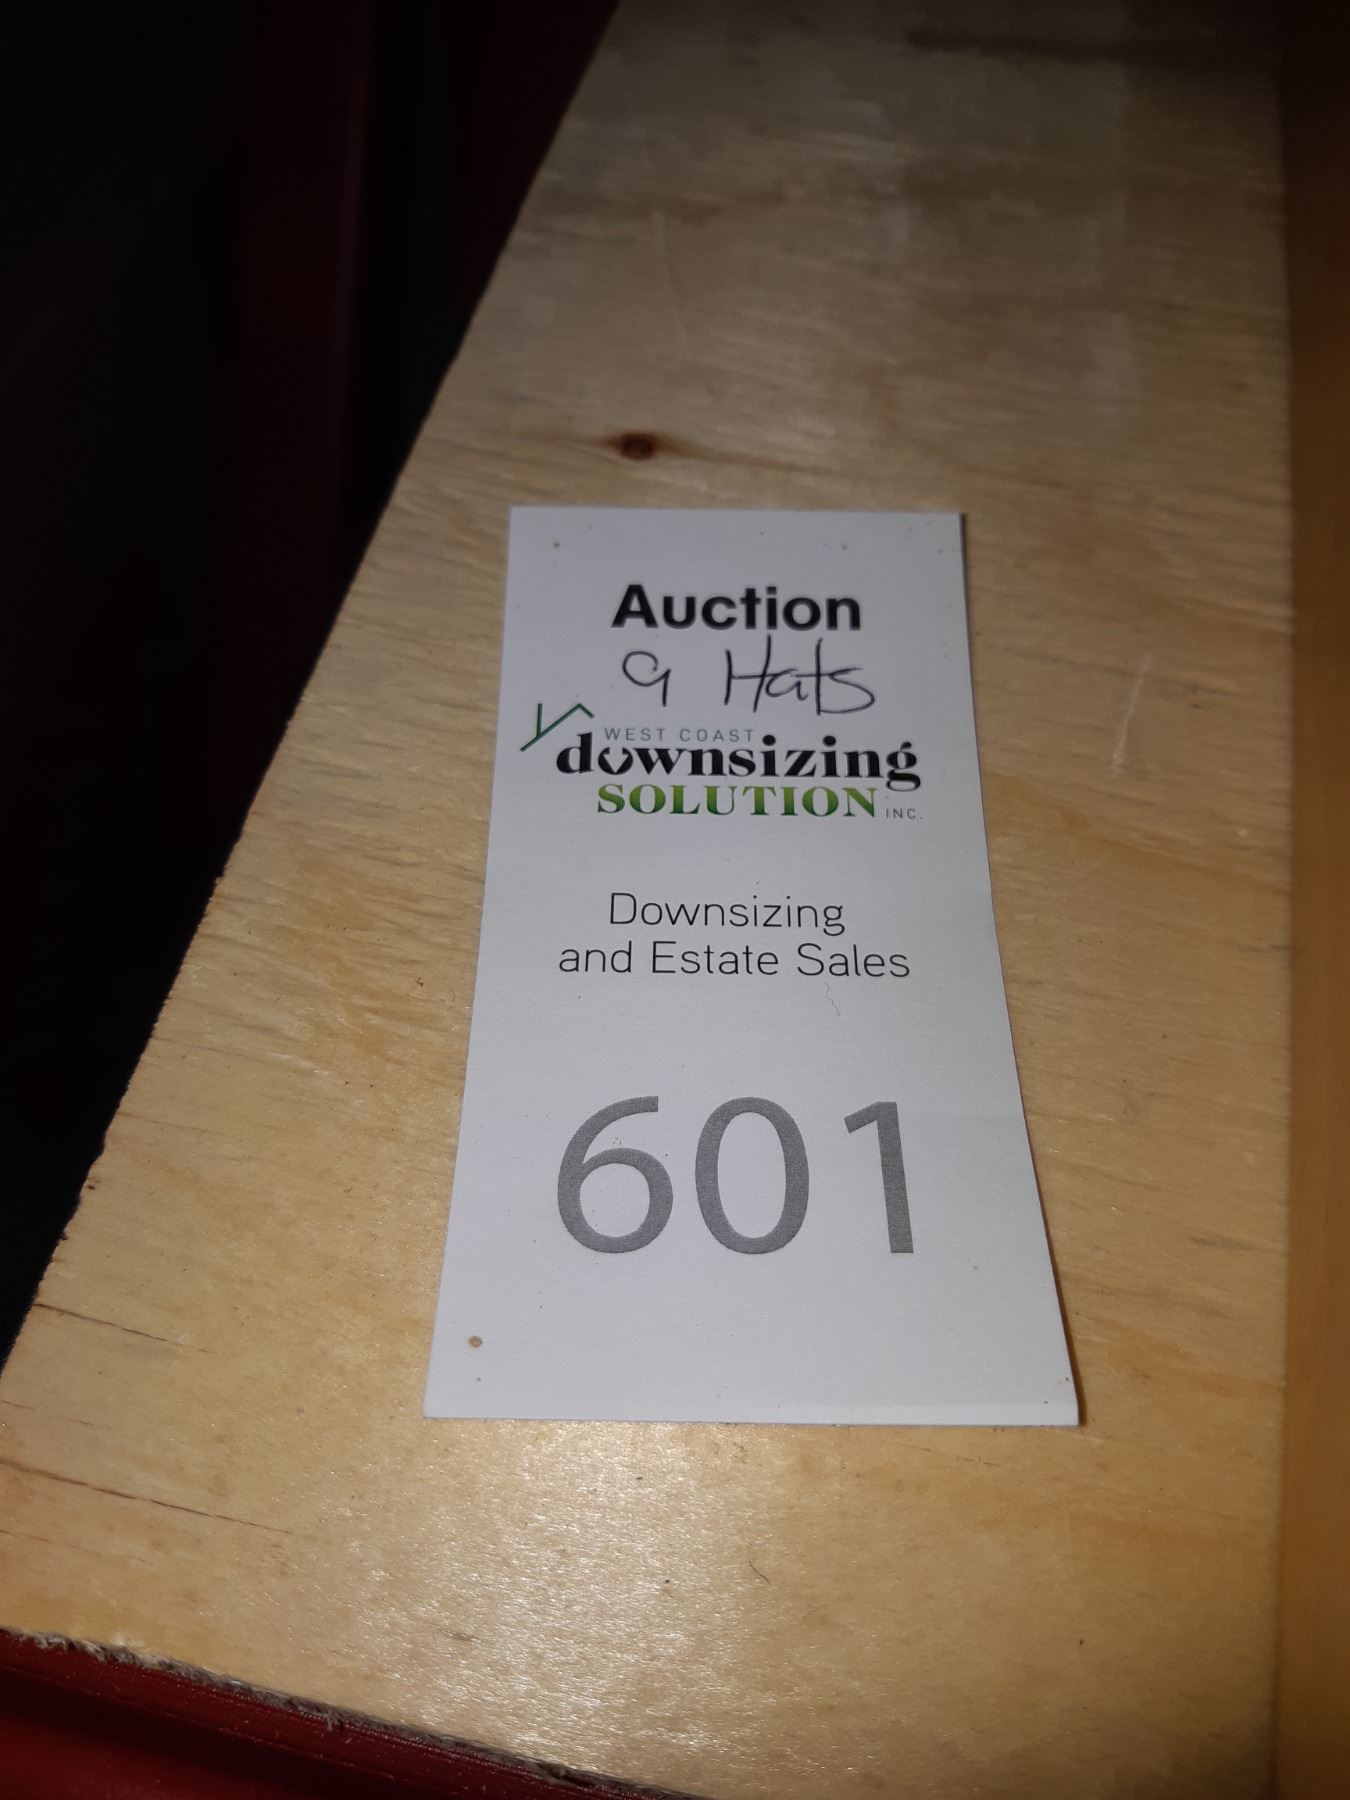 Auction
9 Hats
WEST COAST
downsizing
SOLUTION INC.
Downsizing
and Estate Sales
601